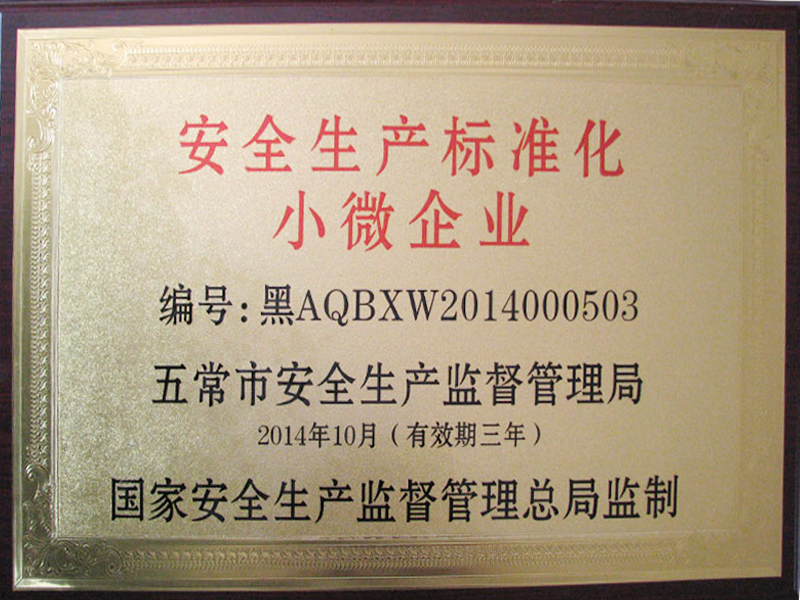 安全生产标准化
小微企业
编号:黑AQBXW2014000503
五常市安全生产监督管理局
2014年10月(有效期三年)
国家安全生产监督管理总局监制